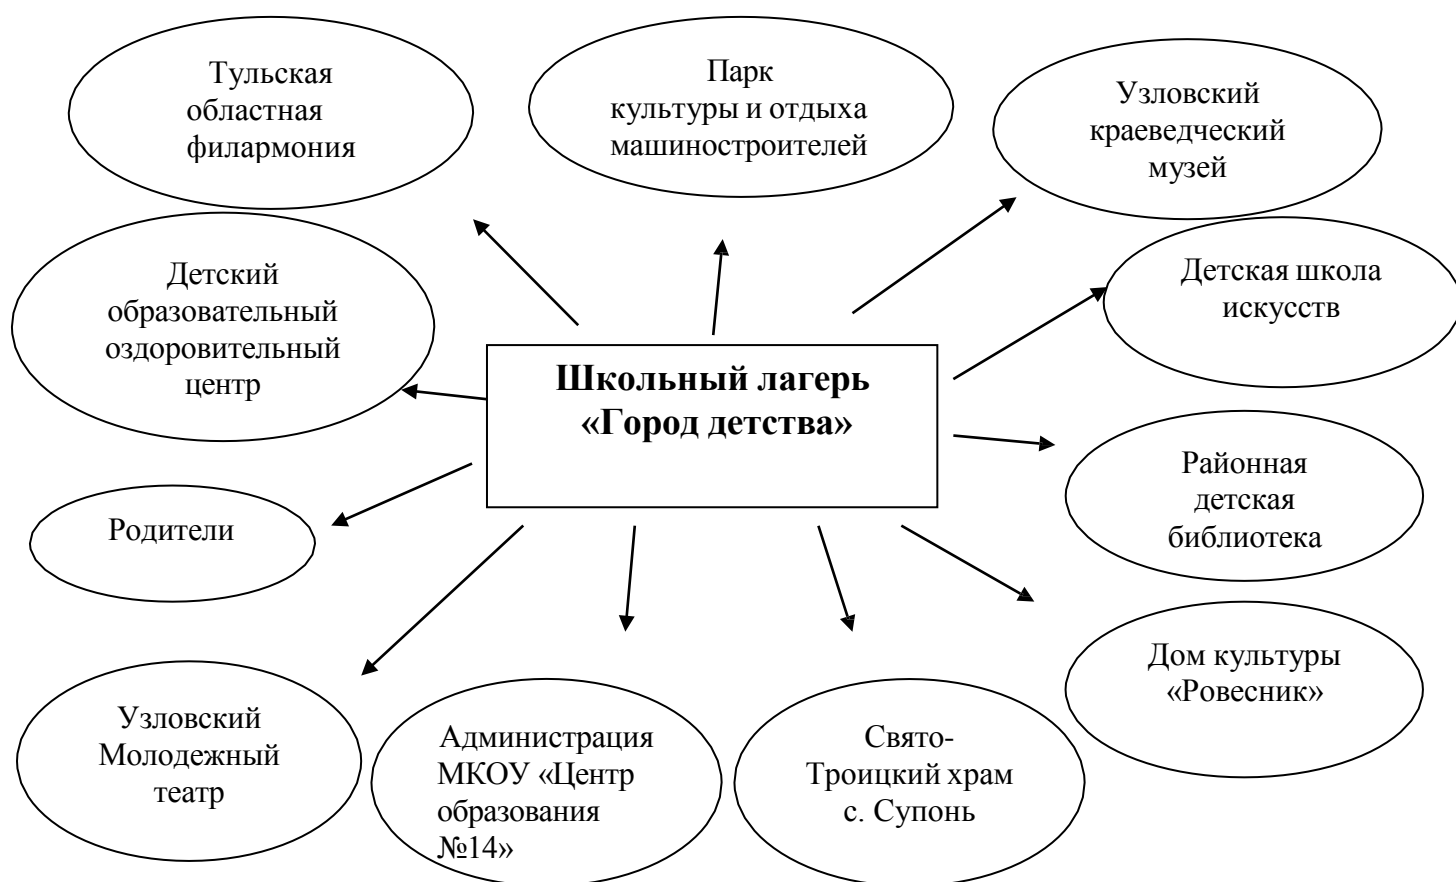 Тульская
областная
филармония
Парк
культуры и отдыха
машиностроителей
Узловский
краеведческий
музей
Детский
образовательный
оздоровительный
центр
Детская школа
искусств
Школьный лагерь
«Город детства»
Районная
детская
библиотека
Родители
Дом культуры
«Ровесник»
Узловский
Молодежный
театр
Администрация
МКОУ «Центр
образования
№14»
Свято-
Троицкий храм
с. Супонь